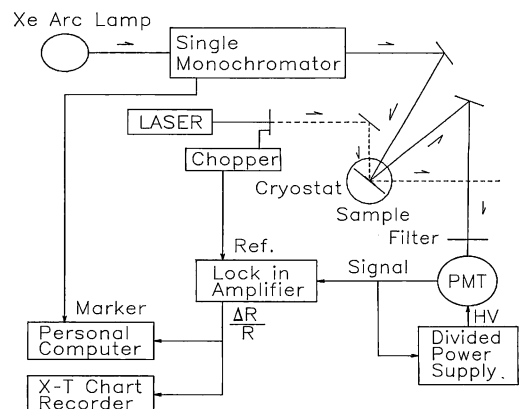 Xe Arc Lamp
Single
Monochromator
LASER
Chopper
Cryostat
Sample
Filter
Ref.
Signal
PMT
Lock in
Amplifier
HV
Marker
ΔR
R
Divided
Power
Supply.
Personal
Computer
X-T Chart
Recorder